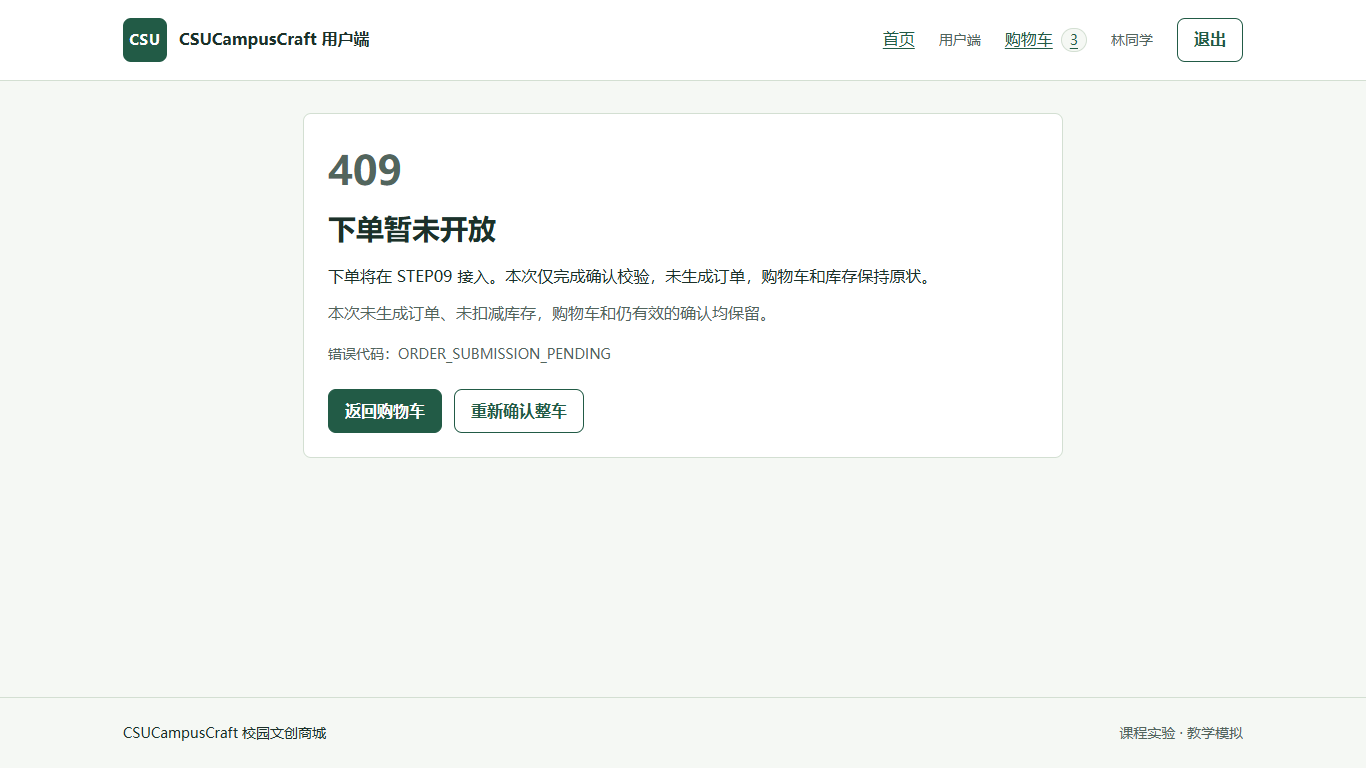 CSU CSUCampusCraft 用户端 首页 用户端 购物车 3 林同学 退出
409
下单暂未开放
下单将在 STEP09 接入。本次仅完成确认校验，未生成订单，购物车和库存保持原状。
本次未生成订单、未扣减库存，购物车和仍有效的确认均保留。
错误代码：ORDER_SUBMISSION_PENDING
返回购物车 重新确认整车
CSUCampusCraft 校园文创商城 课程实验 · 教学模拟